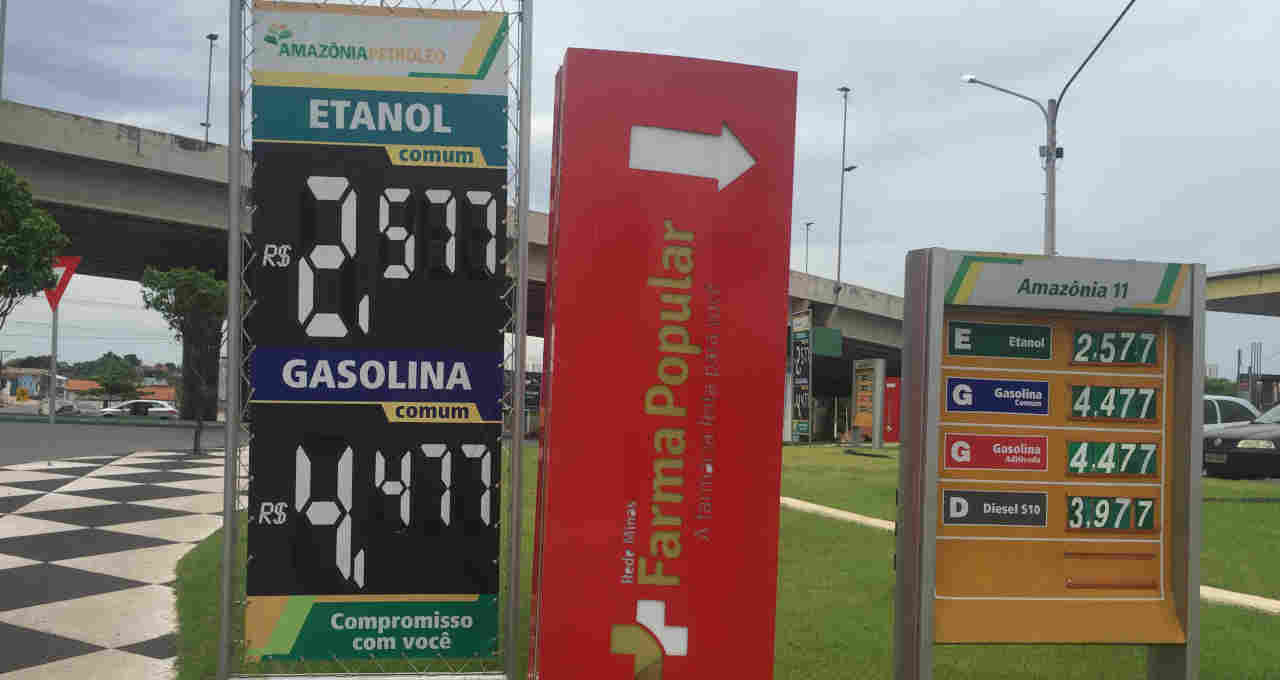 AMAZÔNIAPETRÓLEO
ETANOL
comum
R$ 2,577
GASOLINA
comum
R$ 4,477
Compromisso
com você
Rede Minas
Farma Popular
Amazônia 11
E Etanol 2.577
G Gasolina
Comum 4.477
G Gasolina
Aditivada 4.477
D Diesel S10 3.977